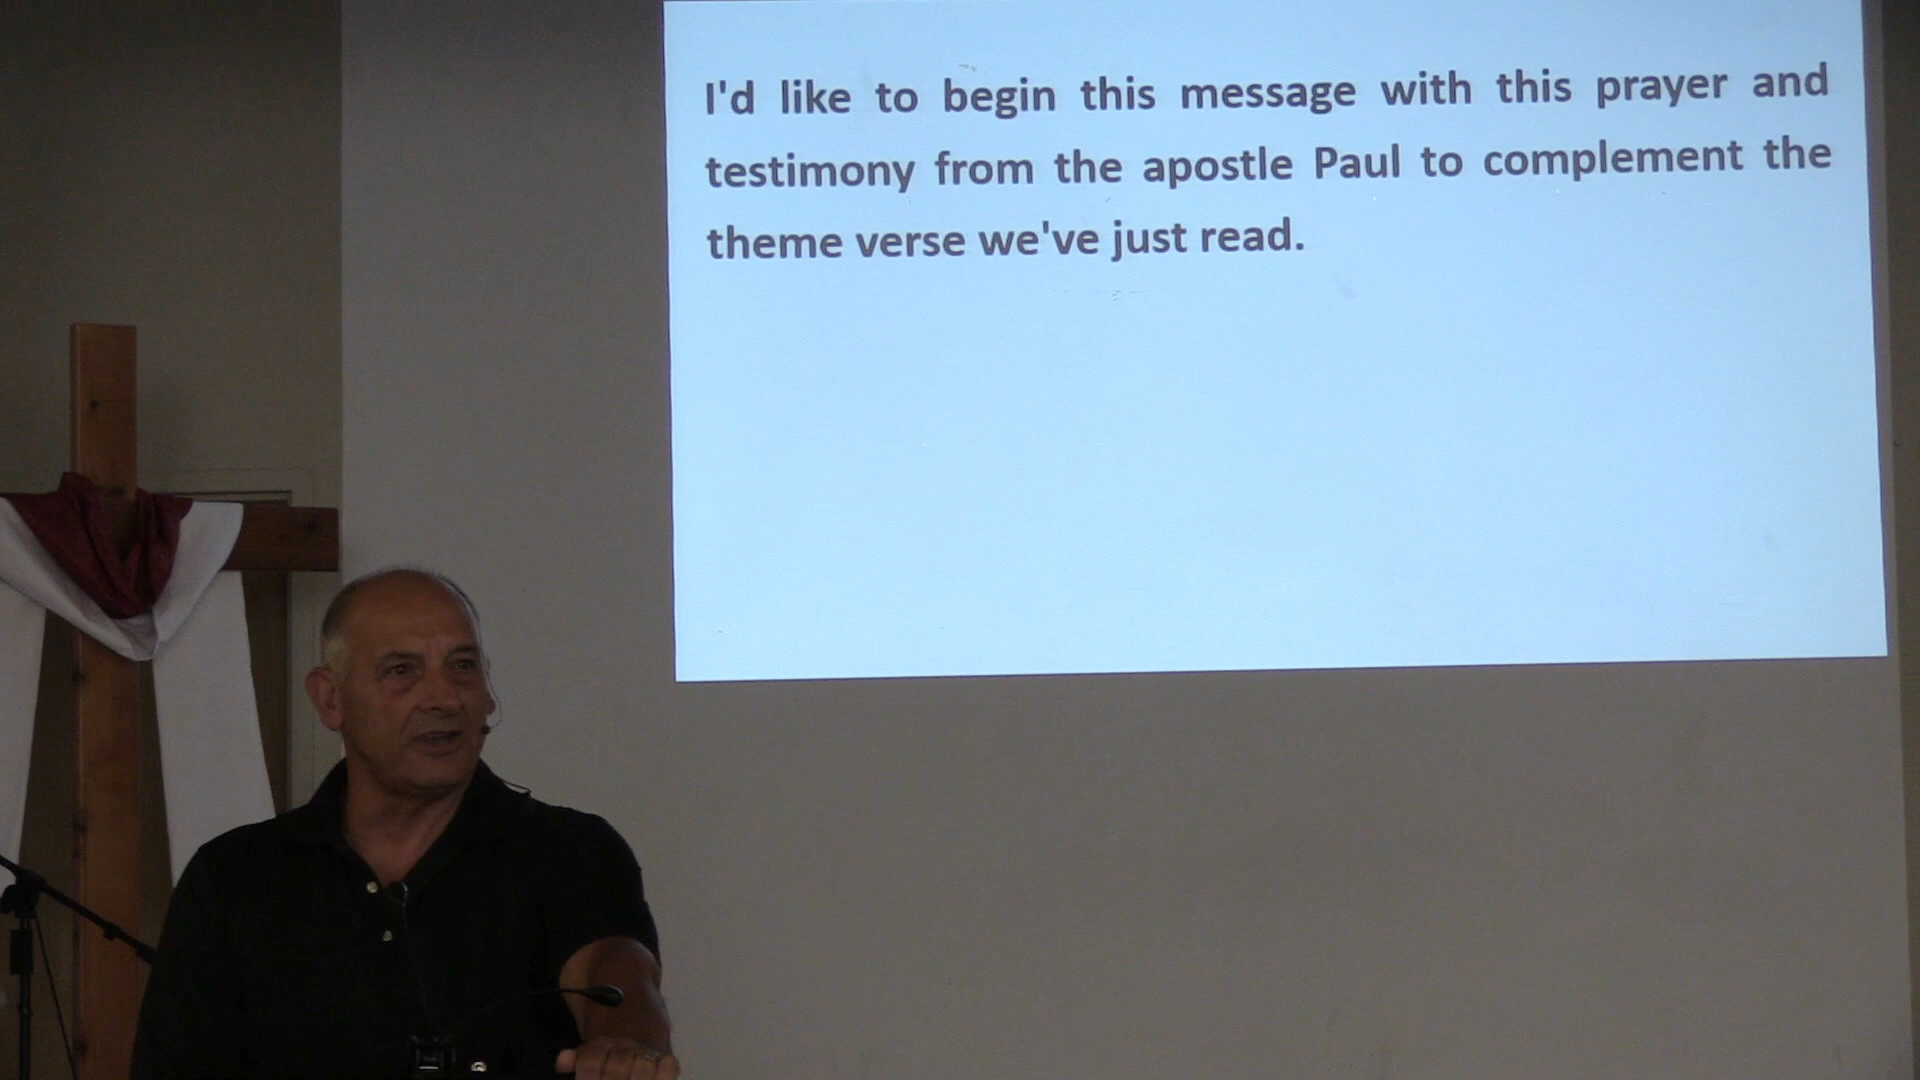 I'd like to begin this message with this prayer and
testimony from the apostle Paul to complement the
theme verse we've just read.